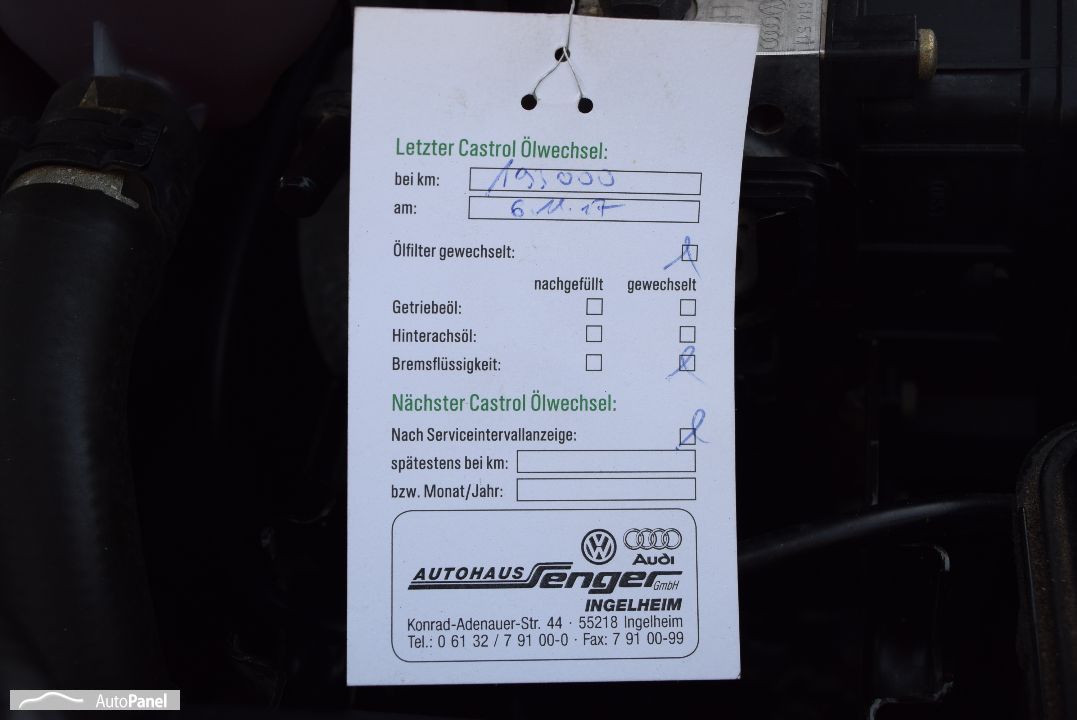 Letzter Castrol Ölwechsel:
bei km: 193000
am: 6.11.17
Ölfilter gewechselt:
nachgefüllt gewechselt
Getriebeöl:
Hinterachsöl:
Bremsflüssigkeit:
Nächster Castrol Ölwechsel:
Nach Serviceintervallanzeige:
spätestens bei km:
bzw. Monat/Jahr:
Audi
AUTOHAUS Senger GmbH
INGELHEIM
Konrad-Adenauer-Str. 44 · 55218 Ingelheim
Tel.: 0 61 32 / 7 91 00-0 · Fax: 7 91 00-99
AutoPanel